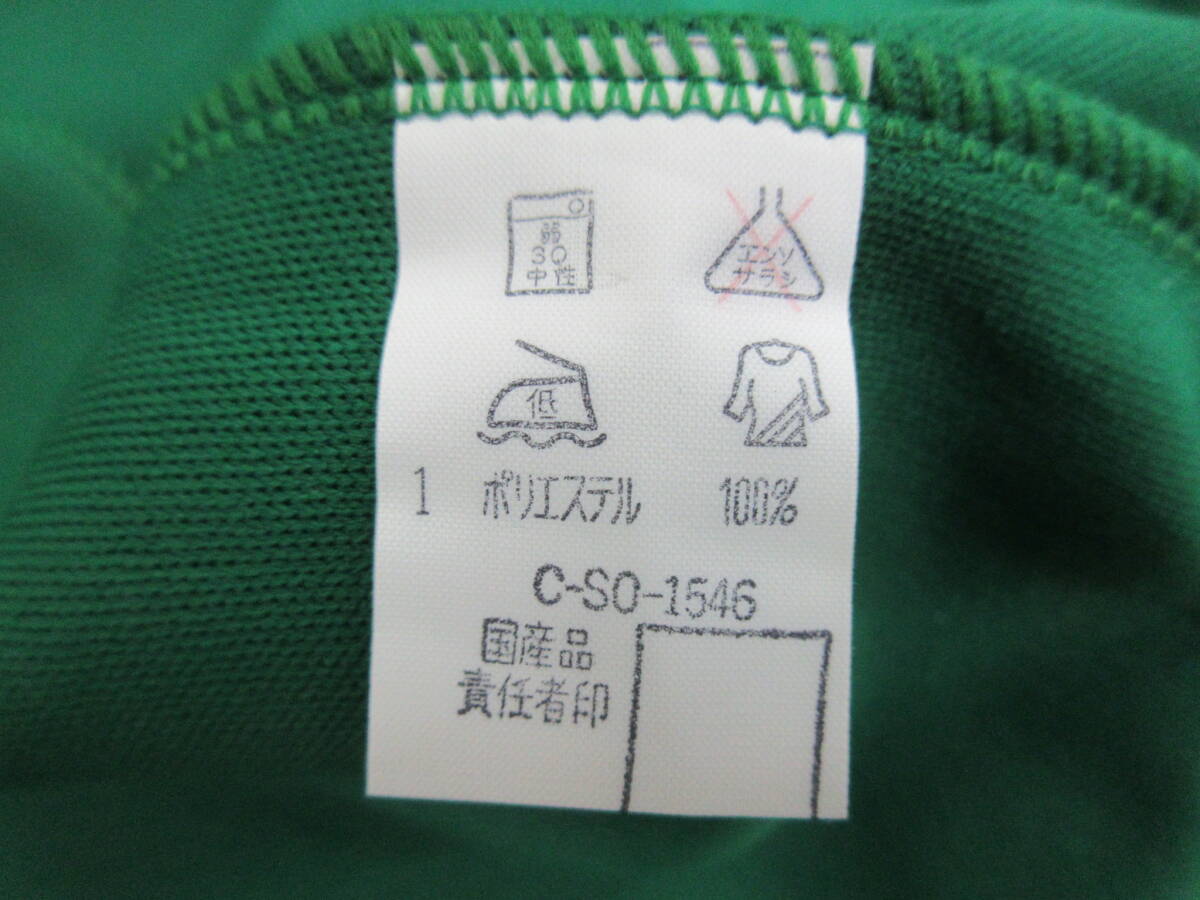 弱
30
中性
エンソ
サラシ
低
1 ポリエステル 100%
C-SO-1546
国産品
責任者印